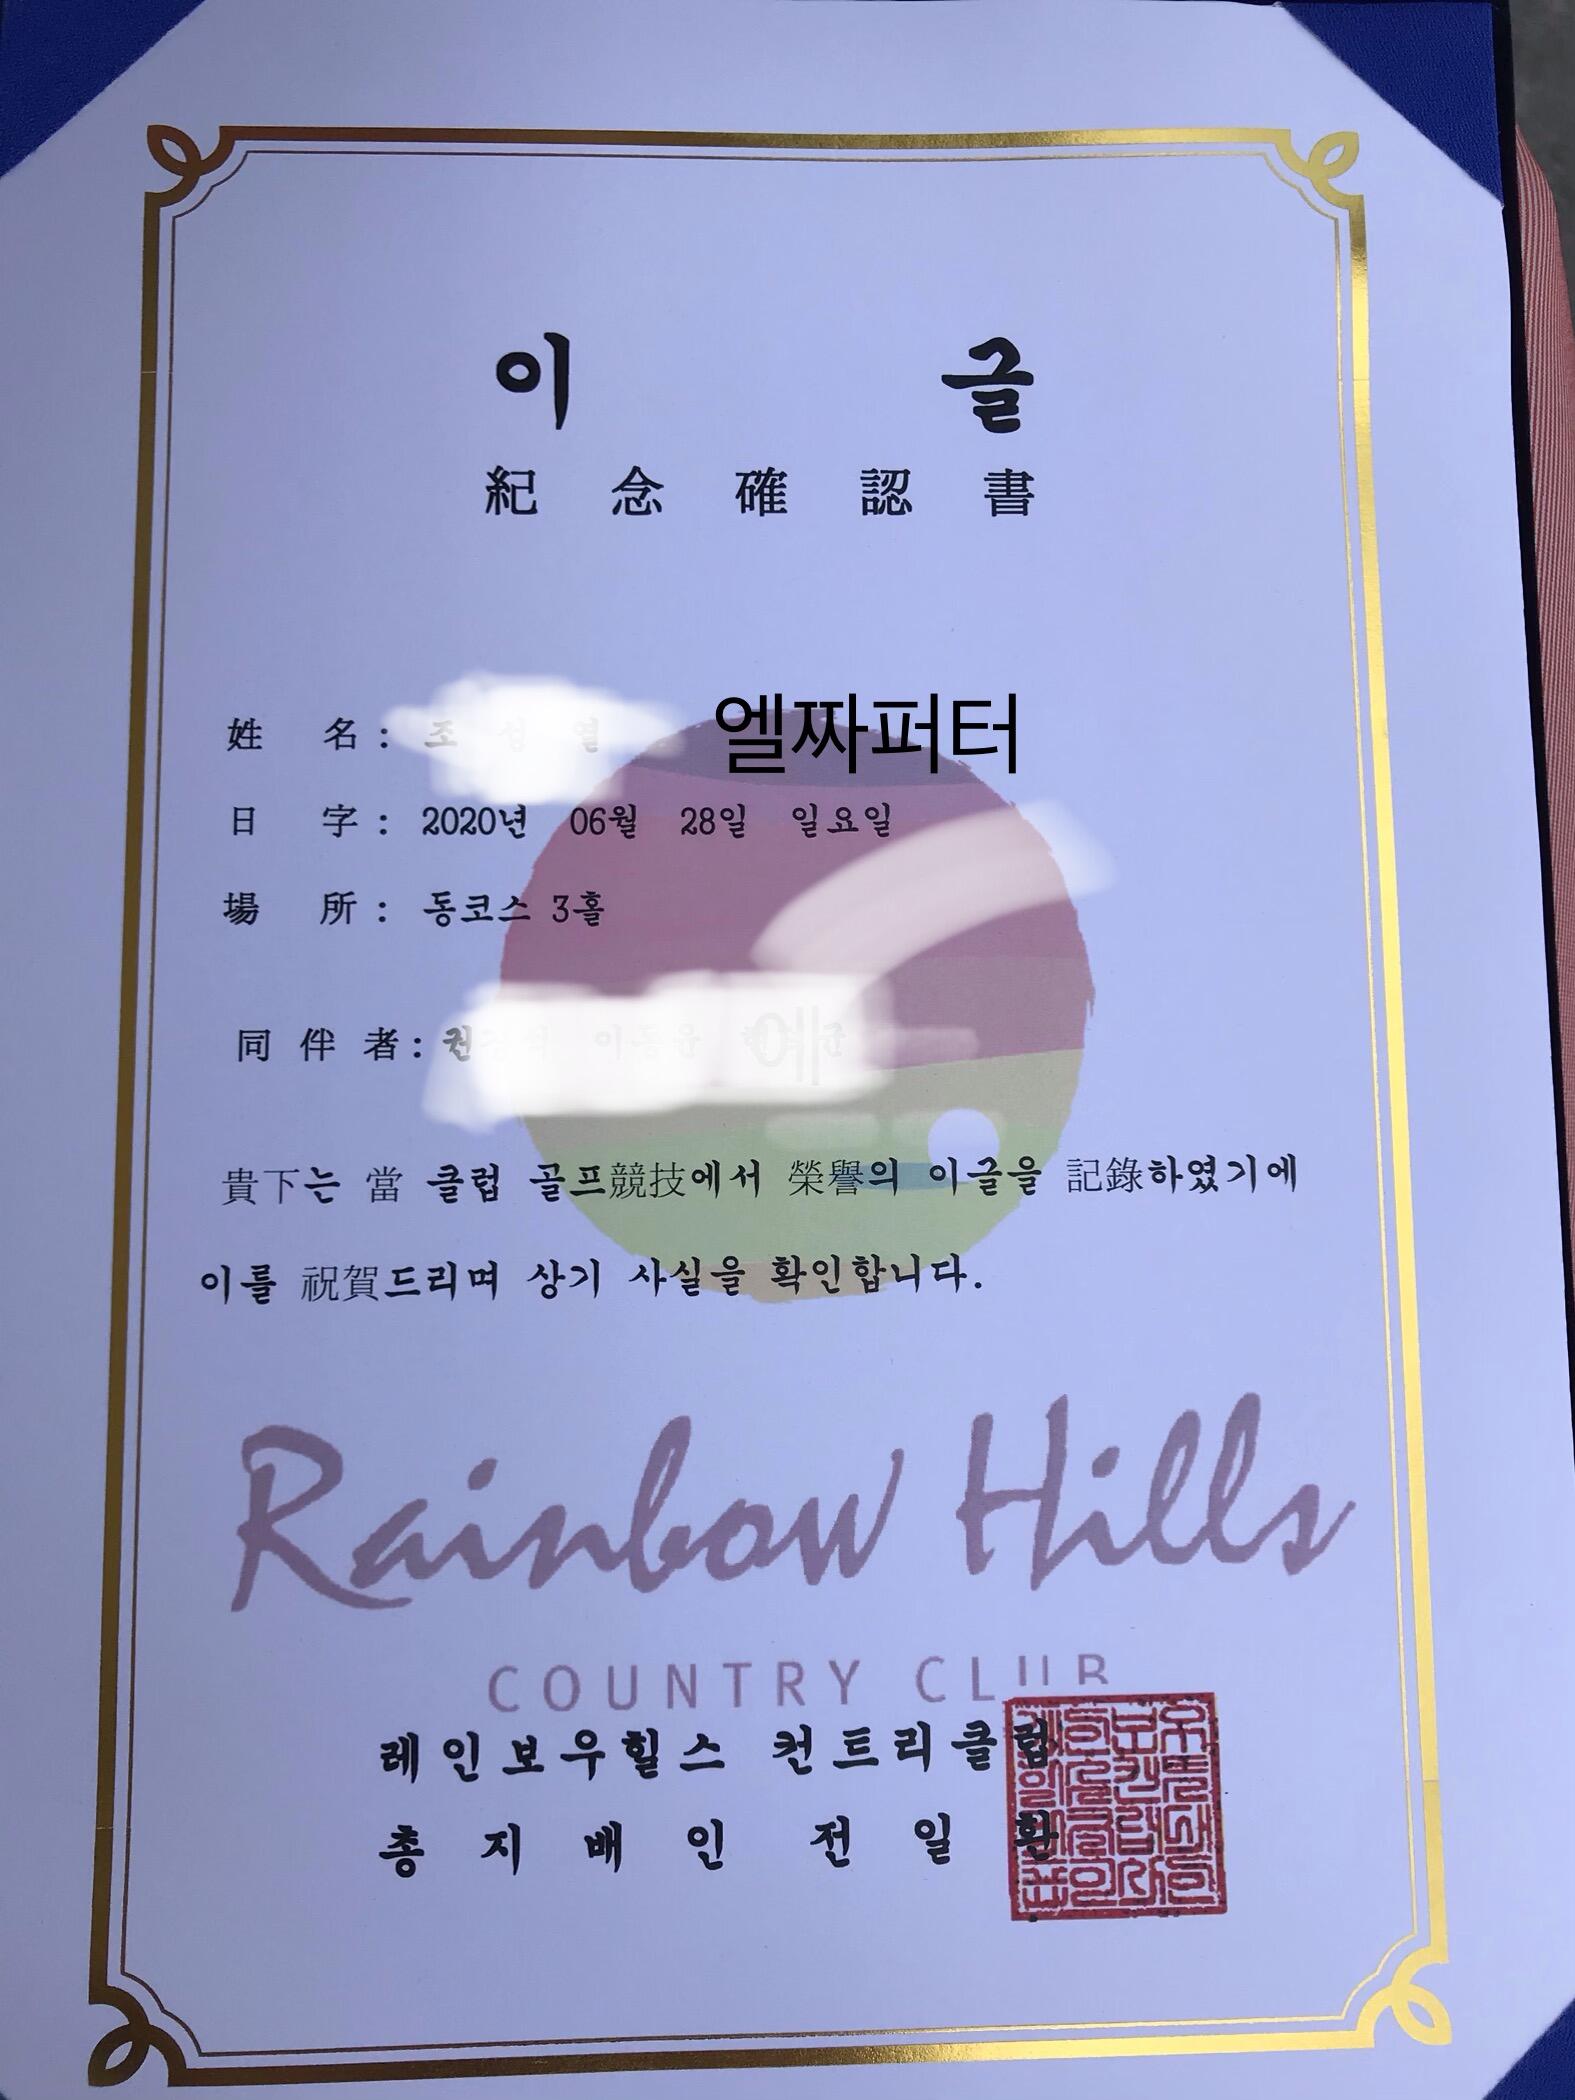 이 글
紀念確認書
姓 名 : 엘짜퍼터
日 字 : 2020년 06월 28일 일요일
場 所 : 동코스 3홀
同 伴 者 :
貴下는 當 클럽 골프競技에서 榮譽의 이글을 記錄하였기에
이를 祝賀드리며 상기 사실을 확인합니다.
Rainbow Hills
COUNTRY CLUB
레인보우힐스 컨트리클럽
총 지 배 인 전 일 환